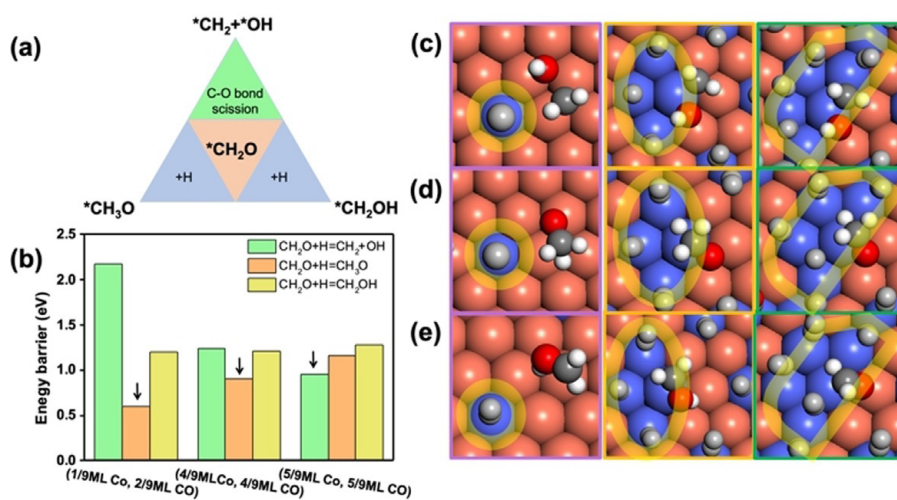 (a)
*CH2+*OH
C-O bond
scission
*CH2O
+H
+H
*CH3O
*CH2OH
(b)
Enegy barrier (eV)
2.5
2.0
1.5
1.0
0.5
0.0
CH2O+H=CH2+OH
CH2O+H=CH3O
CH2O+H=CH2OH
(1/9ML Co, 2/9ML CO)
(4/9MLCo, 4/9ML CO)
(5/9ML Co, 5/9ML CO)
(c)
(d)
(e)